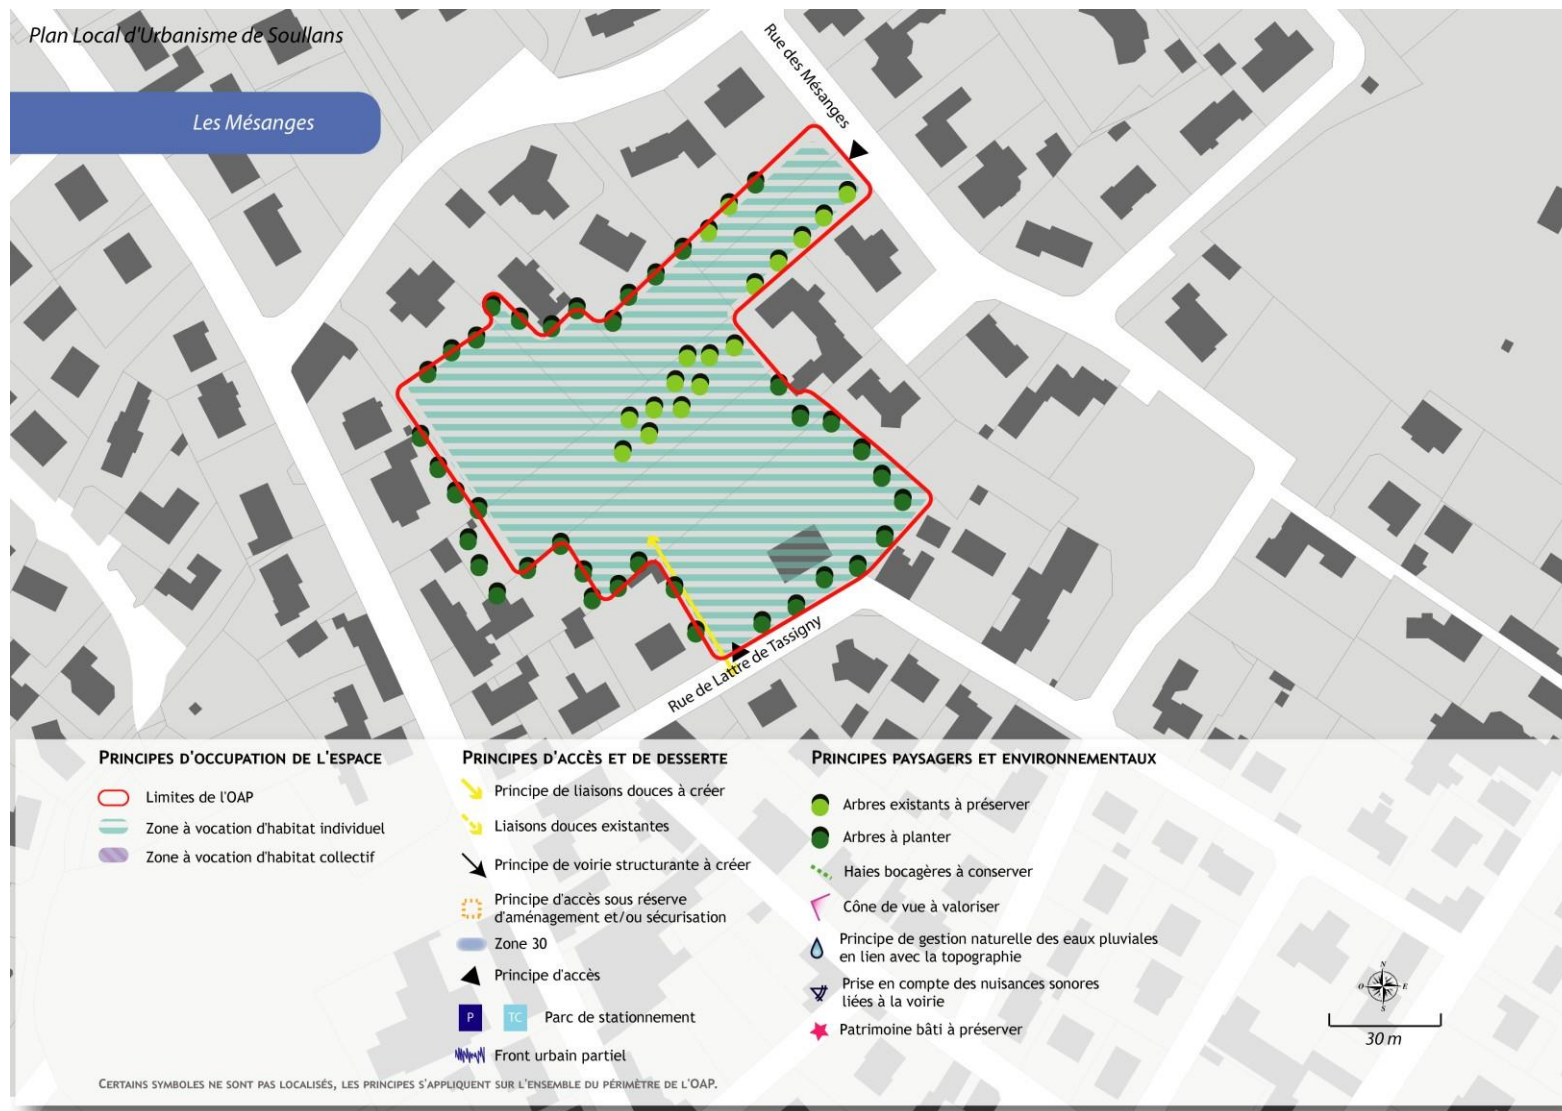 Plan Local d'Urbanisme de Soullans
Les Mésanges
Rue des Mésanges
Rue de Lattre de Tassigny
PRINCIPES D'OCCUPATION DE L'ESPACE
Limites de l'OAP
Zone à vocation d'habitat individuel
Zone à vocation d'habitat collectif
PRINCIPES D'ACCÈS ET DE DESSERTE
Principe de liaisons douces à créer
Liaisons douces existantes
Principe de voirie structurante à créer
Principe d'accès sous réserve
d'aménagement et/ou sécurisation
Zone 30
Principe d'accès
P TC Parc de stationnement
Front urbain partiel
PRINCIPES PAYSAGERS ET ENVIRONNEMENTAUX
Arbres existants à préserver
Arbres à planter
Haies bocagères à conserver
Cône de vue à valoriser
Principe de gestion naturelle des eaux pluviales
en lien avec la topographie
Prise en compte des nuisances sonores
liées à la voirie
Patrimoine bâti à préserver
N
O E
S
30 m
CERTAINS SYMBOLES NE SONT PAS LOCALISÉS, LES PRINCIPES S'APPLIQUENT SUR L'ENSEMBLE DU PÉRIMÈTRE DE L'OAP.